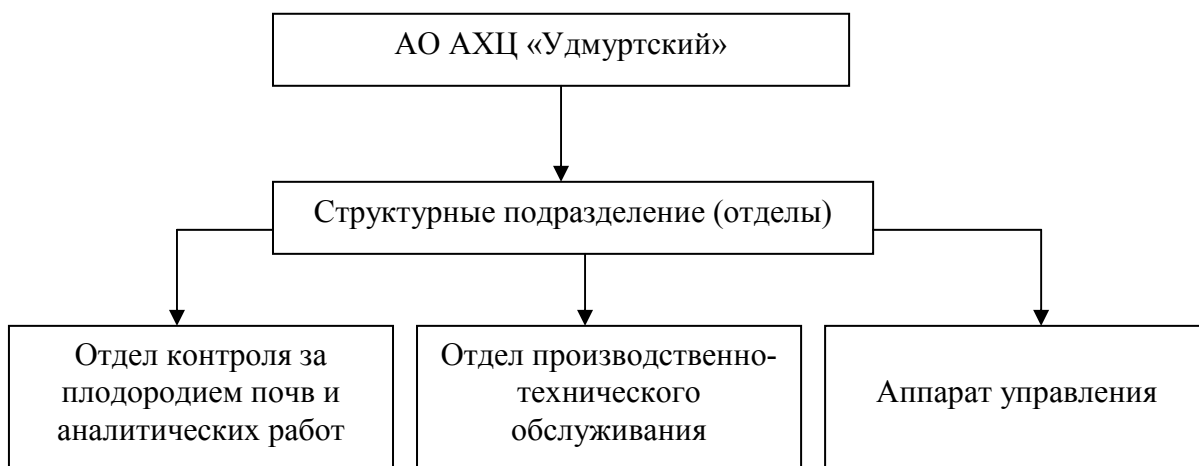 АО АХЦ «Удмуртский»
Структурные подразделение (отделы)
Отдел контроля за
плодородием почв и
аналитических работ
Отдел производственно-
технического
обслуживания
Аппарат управления